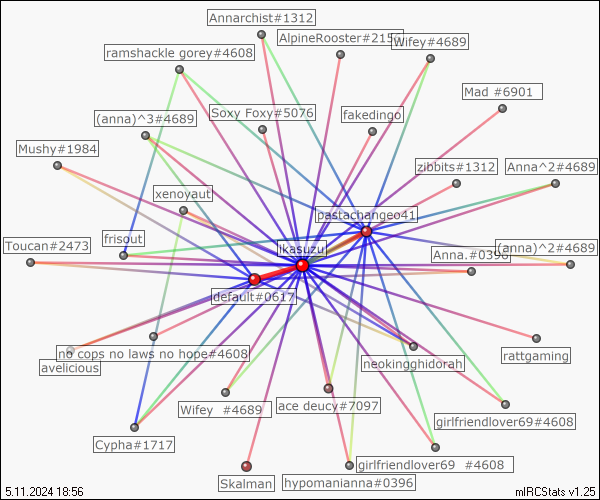 Annarchist#1312
AlpineRooster#215
Wifey#4689
ramshackle gorey#4608
Mad #6901
(anna)^3#4689
Soxy Foxy#5076
fakedingo
Mushy#1984
zibbits#1312
Anna^2#4689
xenoyaut
pastachangeo41
Toucan#2473
frisout
ikasuzu
Anna.#0396
(anna)^2#4689
default#0617
no cops no laws no hope#4608
avelicious
neokingghidorah
rattgaming
Wifey #4689
ace deucy#7097
girlfriendlover69#4608
Cypha#1717
girlfriendlover69 #4608
Skalman
hypomanianna#0396
5.11.2024 18:56
mIRCStats v1.25